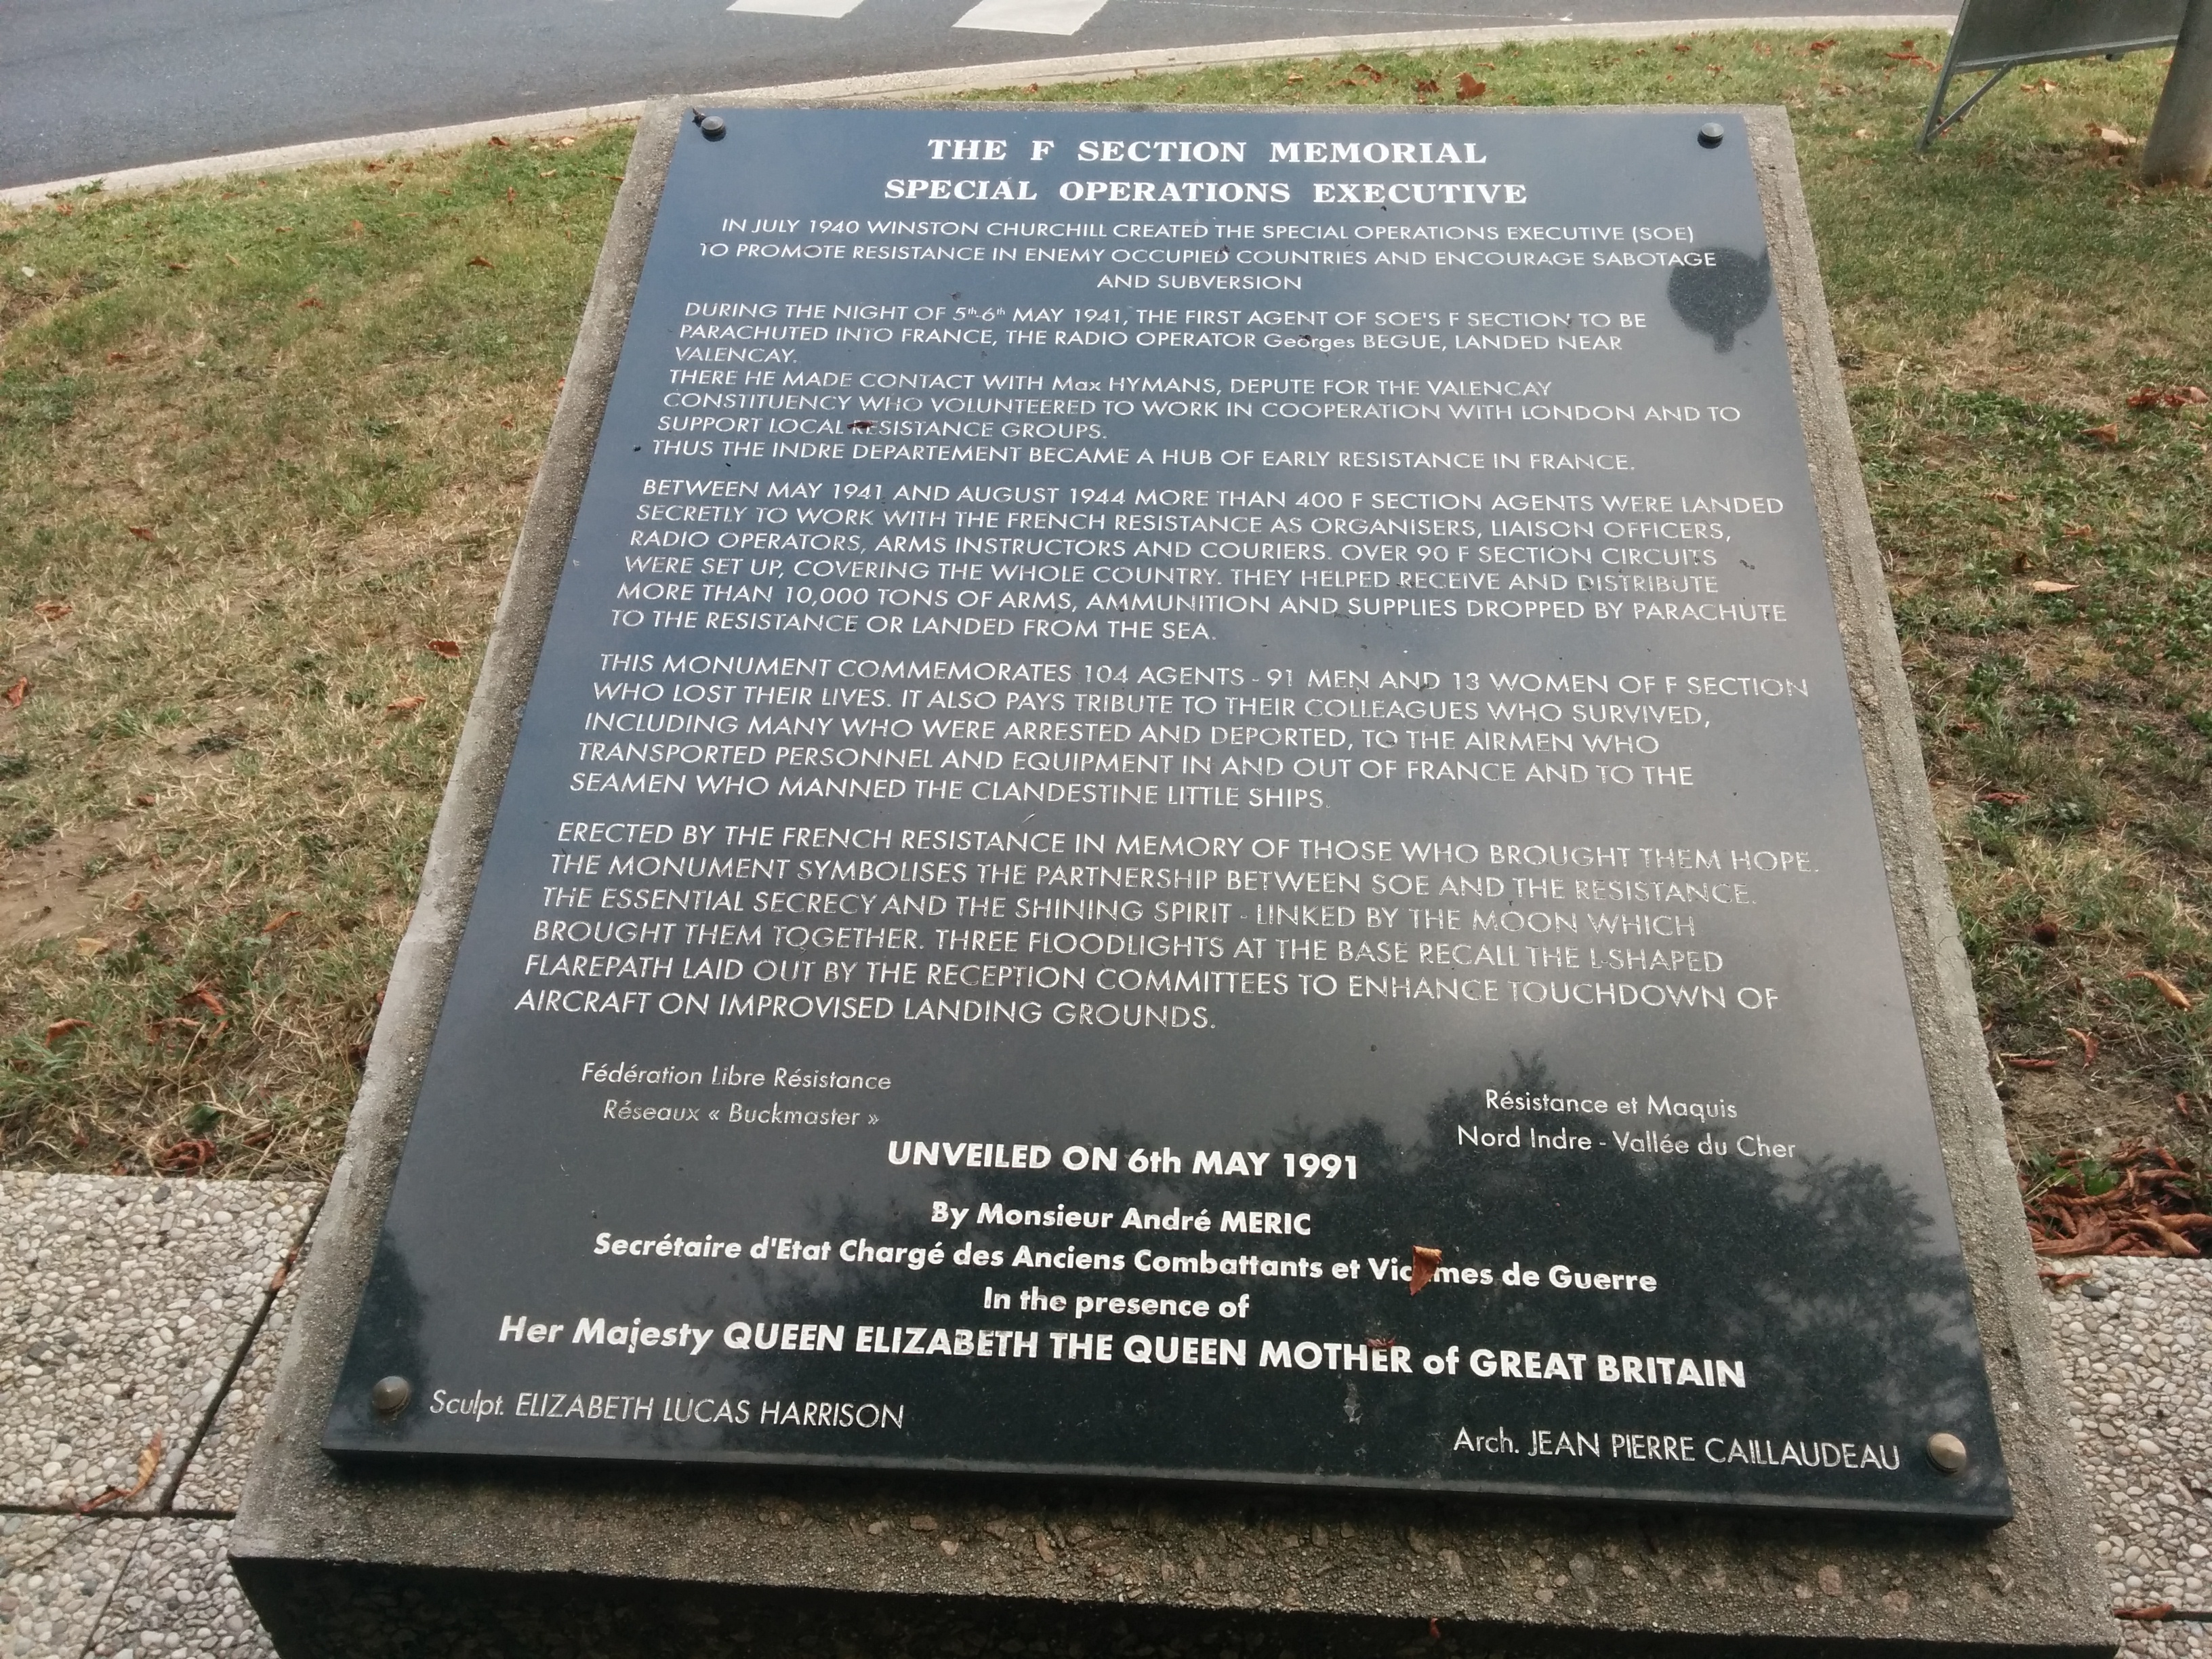 THE F SECTION MEMORIAL
SPECIAL OPERATIONS EXECUTIVE
IN JULY 1940 WINSTON CHURCHILL CREATED THE SPECIAL OPERATIONS EXECUTIVE (SOE)
TO PROMOTE RESISTANCE IN ENEMY OCCUPIED COUNTRIES AND ENCOURAGE SABOTAGE
AND SUBVERSION
DURING THE NIGHT OF 5th-6th MAY 1941, THE FIRST AGENT OF SOE'S F SECTION TO BE
PARACHUTED INTO FRANCE, THE RADIO OPERATOR Georges BEGUE, LANDED NEAR
VALENCAY.
THERE HE MADE CONTACT WITH Max HYMANS, DEPUTE FOR THE VALENCAY
CONSTITUENCY WHO VOLUNTEERED TO WORK IN COOPERATION WITH LONDON AND TO
SUPPORT LOCAL RESISTANCE GROUPS.
THUS THE INDRE DEPARTEMENT BECAME A HUB OF EARLY RESISTANCE IN FRANCE.
BETWEEN MAY 1941 AND AUGUST 1944 MORE THAN 400 F SECTION AGENTS WERE LANDED
SECRETLY TO WORK WITH THE FRENCH RESISTANCE AS ORGANISERS, LIAISON OFFICERS,
RADIO OPERATORS, ARMS INSTRUCTORS AND COURIERS. OVER 90 F SECTION CIRCUITS
WERE SET UP, COVERING THE WHOLE COUNTRY. THEY HELPED RECEIVE AND DISTRIBUTE
MORE THAN 10,000 TONS OF ARMS, AMMUNITION AND SUPPLIES DROPPED BY PARACHUTE
TO THE RESISTANCE OR LANDED FROM THE SEA.
THIS MONUMENT COMMEMORATES 104 AGENTS - 91 MEN AND 13 WOMEN OF F SECTION
WHO LOST THEIR LIVES. IT ALSO PAYS TRIBUTE TO THEIR COLLEAGUES WHO SURVIVED,
INCLUDING MANY WHO WERE ARRESTED AND DEPORTED, TO THE AIRMEN WHO
TRANSPORTED PERSONNEL AND EQUIPMENT IN AND OUT OF FRANCE AND TO THE
SEAMEN WHO MANNED THE CLANDESTINE LITTLE SHIPS.
ERECTED BY THE FRENCH RESISTANCE IN MEMORY OF THOSE WHO BROUGHT THEM HOPE.
THE MONUMENT SYMBOLISES THE PARTNERSHIP BETWEEN SOE AND THE RESISTANCE.
THE ESSENTIAL SECRECY AND THE SHINING SPIRIT - LINKED BY THE MOON WHICH
BROUGHT THEM TOGETHER. THREE FLOODLIGHTS AT THE BASE RECALL THE L-SHAPED
FLAREPATH LAID OUT BY THE RECEPTION COMMITTEES TO ENHANCE TOUCHDOWN OF
AIRCRAFT ON IMPROVISED LANDING GROUNDS.
Fédération Libre Résistance
Réseaux « Buckmaster »
Résistance et Maquis
Nord Indre - Vallée du Cher
UNVEILED ON 6th MAY 1991
By Monsieur André MERIC
Secrétaire d'Etat Chargé des Anciens Combattants et Victimes de Guerre
In the presence of
Her Majesty QUEEN ELIZABETH THE QUEEN MOTHER of GREAT BRITAIN
Sculpt. ELIZABETH LUCAS HARRISON
Arch. JEAN PIERRE CAILLAUDEAU